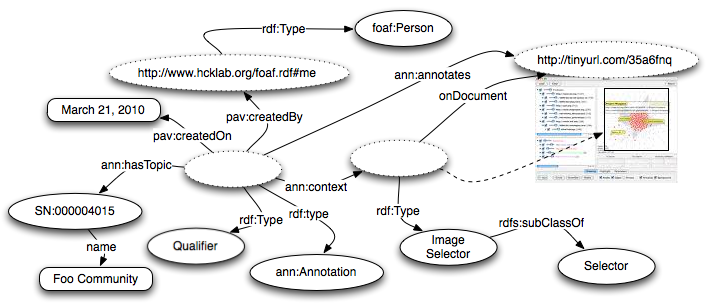 rdf:Type
foaf:Person
http://www.hcklab.org/foaf.rdf#me
ann:annotates
http://tinyurl.com/35a6fnq
onDocument
March 21, 2010
pav:createdBy
pav:createdOn
ann:hasTopic
ann:context
SN:000004015
rdf:Type
rdf:type
rdf:Type
name
Qualifier
Image
Selector
rdfs:subClassOf
Foo Community
ann:Annotation
Selector